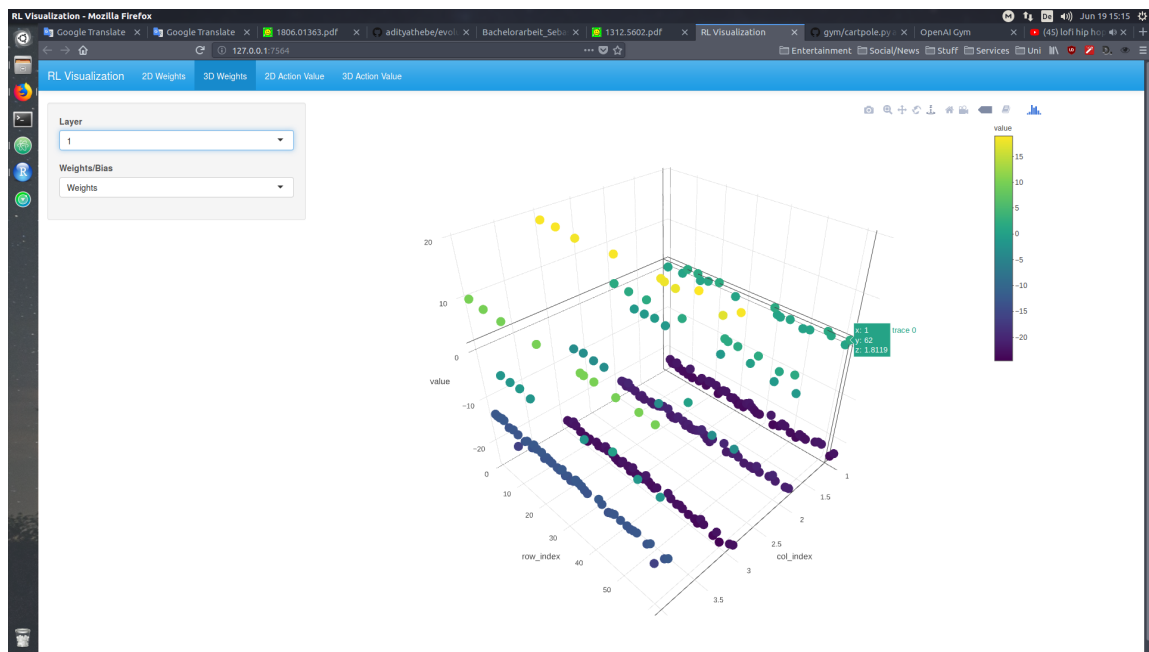 RL Visualization - Mozilla Firefox
De
Jun 19 15:15
Google Translate
Google Translate
1806.01363.pdf
adityathebe/evol
Bachelorarbeit_Seba
1312.5602.pdf
RL Visualization
gym/cartpole.py
OpenAI Gym
(45) lofi hip hop
127.0.0.1:7564
Entertainment
Social/News
Stuff
Services
Uni
RL Visualization
2D Weights
3D Weights
2D Action Value
3D Action Value
Layer
1
Weights/Bias
Weights
value
15
10
5
0
−5
−10
−15
−20
20
10
0
−10
−20
value
0
10
20
30
40
50
row_index
1
1.5
2
2.5
3
3.5
col_index
x: 1
y: 62
z: 1.8119
trace 0